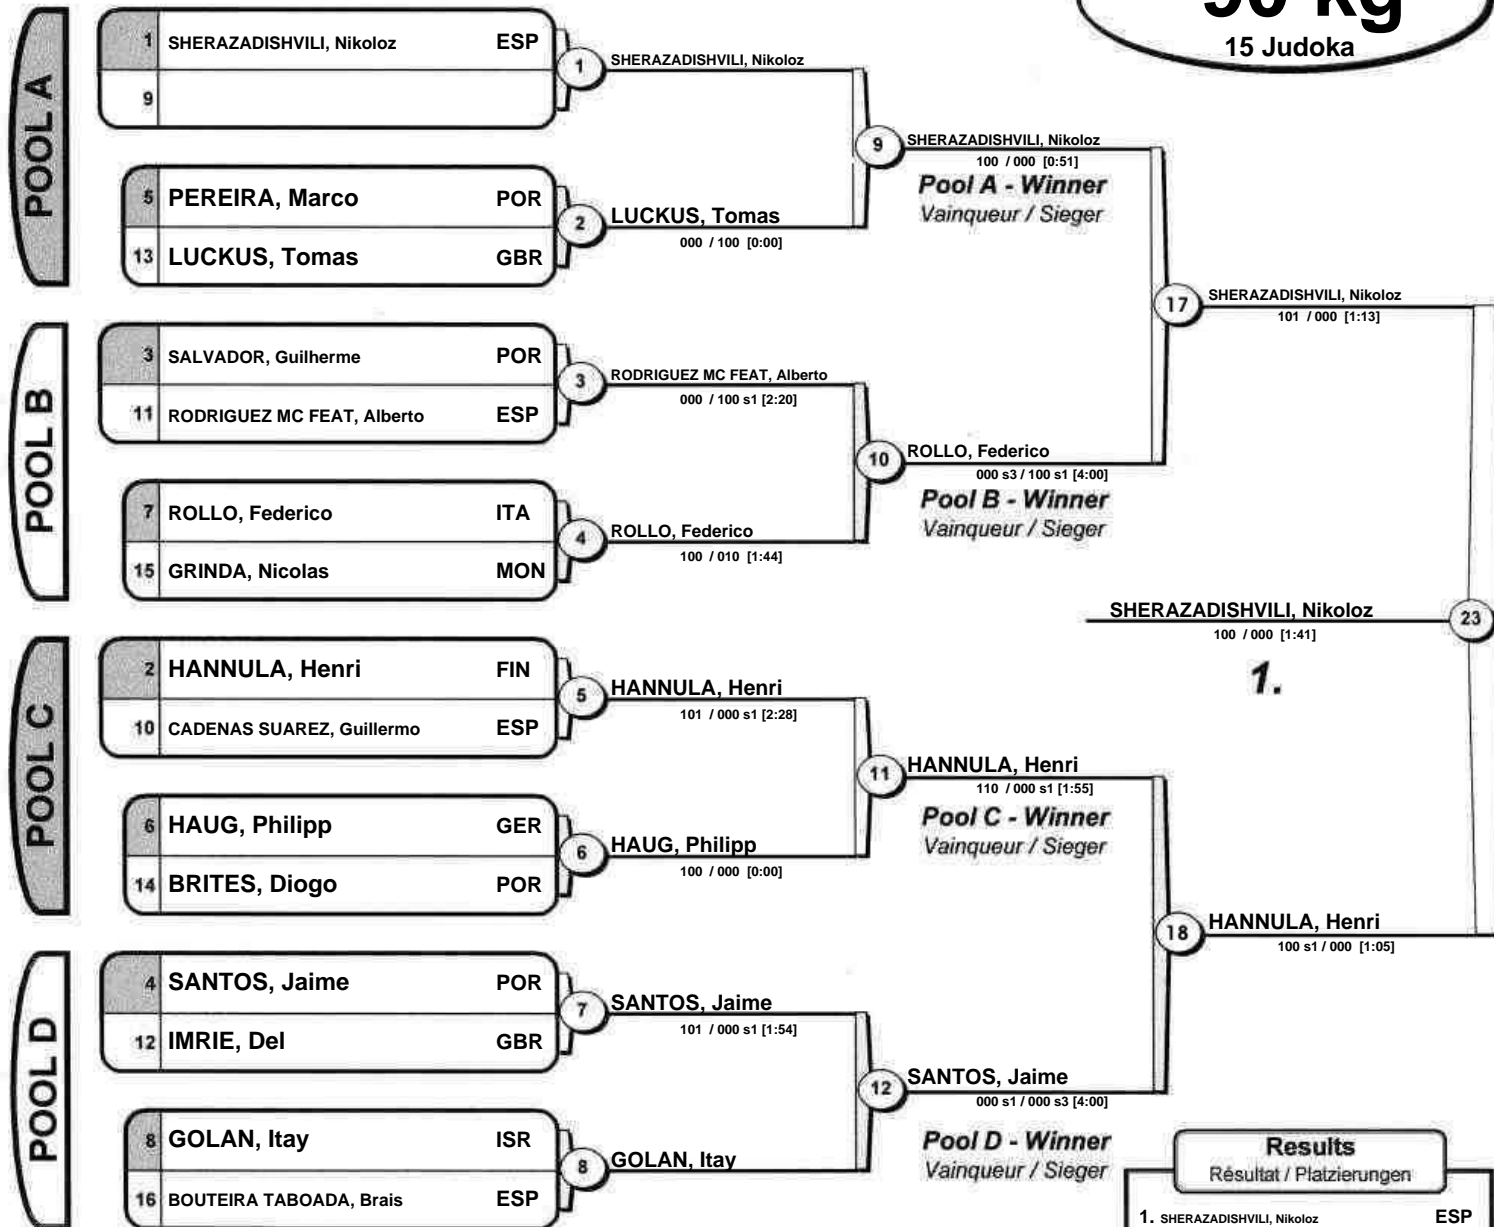 90 kg
15 Judoka
POOL A
1 SHERAZADISHVILI, Nikoloz ESP
9
1
SHERAZADISHVILI, Nikoloz
5 PEREIRA, Marco POR
13 LUCKUS, Tomas GBR
2
LUCKUS, Tomas
000 / 100 [0:00]
9
SHERAZADISHVILI, Nikoloz
100 / 000 [0:51]
Pool A - Winner
Vainqueur / Sieger
POOL B
3 SALVADOR, Guilherme POR
11 RODRIGUEZ MC FEAT, Alberto ESP
3
RODRIGUEZ MC FEAT, Alberto
000 / 100 s1 [2:20]
7 ROLLO, Federico ITA
15 GRINDA, Nicolas MON
4
ROLLO, Federico
100 / 010 [1:44]
10
ROLLO, Federico
000 s3 / 100 s1 [4:00]
Pool B - Winner
Vainqueur / Sieger
17
SHERAZADISHVILI, Nikoloz
101 / 000 [1:13]
SHERAZADISHVILI, Nikoloz
100 / 000 [1:41]
23
1.
POOL C
2 HANNULA, Henri FIN
10 CADENAS SUAREZ, Guillermo ESP
5
HANNULA, Henri
101 / 000 s1 [2:28]
6 HAUG, Philipp GER
14 BRITES, Diogo POR
6
HAUG, Philipp
100 / 000 [0:00]
11
HANNULA, Henri
110 / 000 s1 [1:55]
Pool C - Winner
Vainqueur / Sieger
POOL D
4 SANTOS, Jaime POR
12 IMRIE, Del GBR
7
SANTOS, Jaime
101 / 000 s1 [1:54]
8 GOLAN, Itay ISR
16 BOUTEIRA TABOADA, Brais ESP
8
GOLAN, Itay
12
SANTOS, Jaime
000 s1 / 000 s3 [4:00]
Pool D - Winner
Vainqueur / Sieger
18
HANNULA, Henri
100 s1 / 000 [1:05]
Results
Résultat / Platzierungen
1. SHERAZADISHVILI, Nikoloz ESP